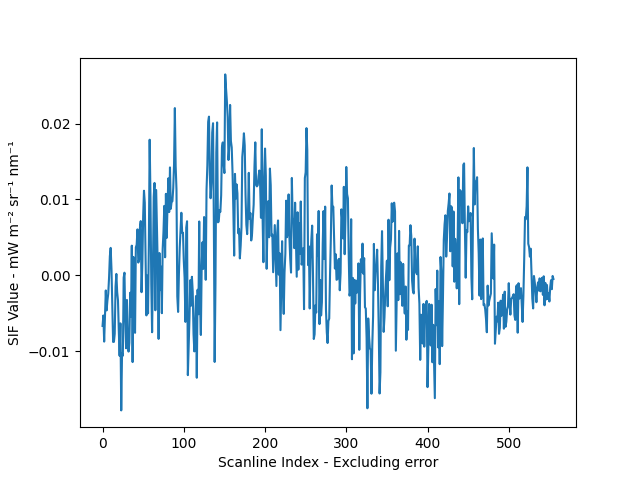 0.02
0.01
0.00
−0.01
SIF Value - mW m⁻² sr⁻¹ nm⁻¹
0 100 200 300 400 500
Scanline Index - Excluding error